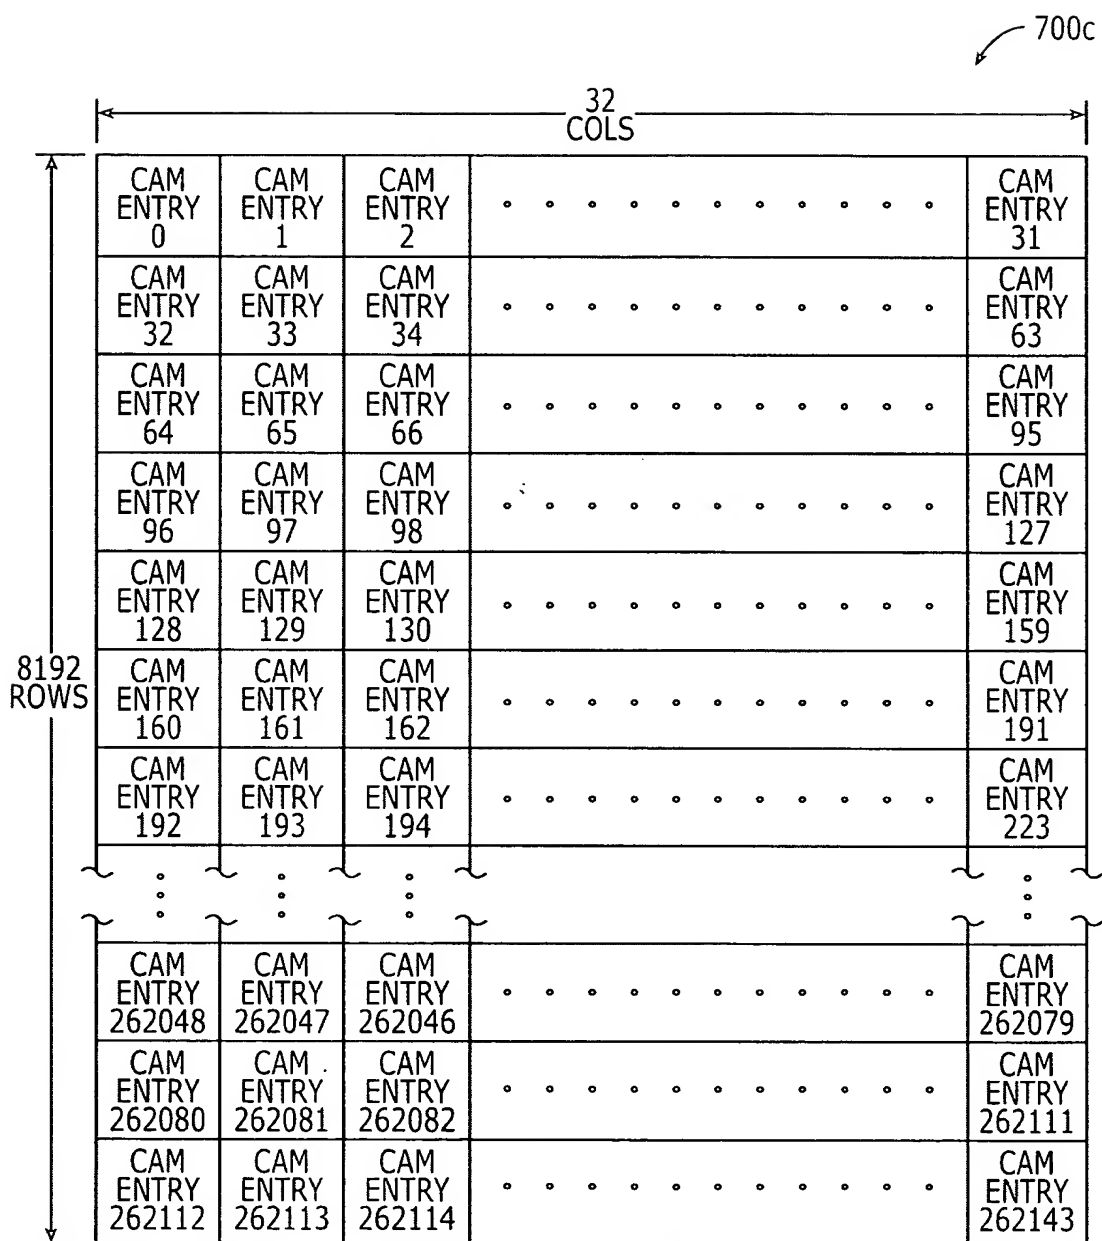 700c
32
COLS
CAM CAM CAM CAM
ENTRY ENTRY ENTRY ENTRY
0 1 2 31
CAM CAM CAM CAM
ENTRY ENTRY ENTRY ENTRY
32 33 34 63
CAM CAM CAM CAM
ENTRY ENTRY ENTRY ENTRY
64 65 66 95
CAM CAM CAM CAM
ENTRY ENTRY ENTRY ENTRY
96 97 98 127
CAM CAM CAM CAM
ENTRY ENTRY ENTRY ENTRY
128 129 130 159
8192
ROWS
CAM CAM CAM CAM
ENTRY ENTRY ENTRY ENTRY
160 161 162 191
CAM CAM CAM CAM
ENTRY ENTRY ENTRY ENTRY
192 193 194 223
CAM CAM CAM CAM
ENTRY ENTRY ENTRY ENTRY
262048 262047 262046 262079
CAM CAM CAM CAM
ENTRY ENTRY ENTRY ENTRY
262080 262081 262082 262111
CAM CAM CAM CAM
ENTRY ENTRY ENTRY ENTRY
262112 262113 262114 262143